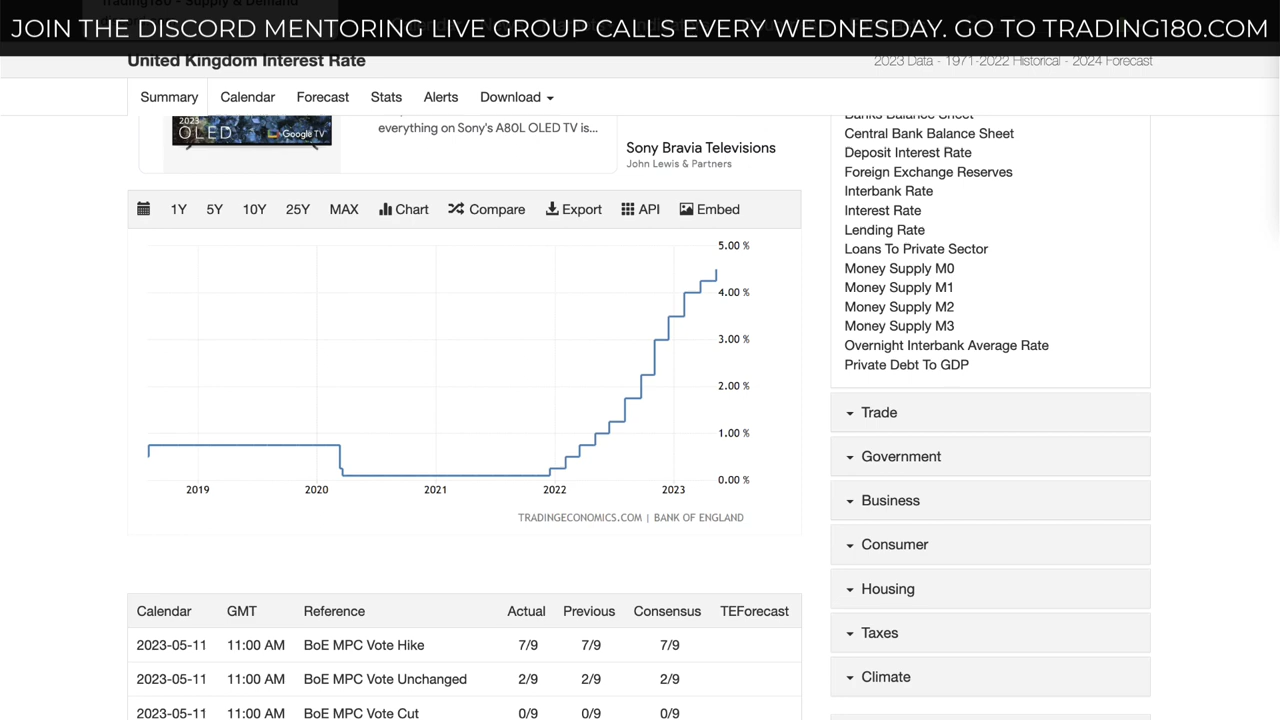 Trading180 - Supply & Demand
JOIN THE DISCORD MENTORING LIVE GROUP CALLS EVERY WEDNESDAY. GO TO TRADING180.COM
United Kingdom Interest Rate
2023 Data - 1971-2022 Historical - 2024 Forecast
Summary Calendar Forecast Stats Alerts Download
2023
OLED
Google TV
everything on Sony's A80L OLED TV is...
Sony Bravia Televisions
John Lewis & Partners
1Y 5Y 10Y 25Y MAX Chart Compare Export API Embed
5.00 %
4.00 %
3.00 %
2.00 %
1.00 %
0.00 %
2019 2020 2021 2022 2023
TRADINGECONOMICS.COM | BANK OF ENGLAND
Calendar GMT Reference Actual Previous Consensus TEForecast
2023-05-11 11:00 AM BoE MPC Vote Hike 7/9 7/9 7/9
2023-05-11 11:00 AM BoE MPC Vote Unchanged 2/9 2/9 2/9
2023-05-11 11:00 AM BoE MPC Vote Cut 0/9 0/9 0/9
Banks Balance Sheet
Central Bank Balance Sheet
Deposit Interest Rate
Foreign Exchange Reserves
Interbank Rate
Interest Rate
Lending Rate
Loans To Private Sector
Money Supply M0
Money Supply M1
Money Supply M2
Money Supply M3
Overnight Interbank Average Rate
Private Debt To GDP
Trade
Government
Business
Consumer
Housing
Taxes
Climate